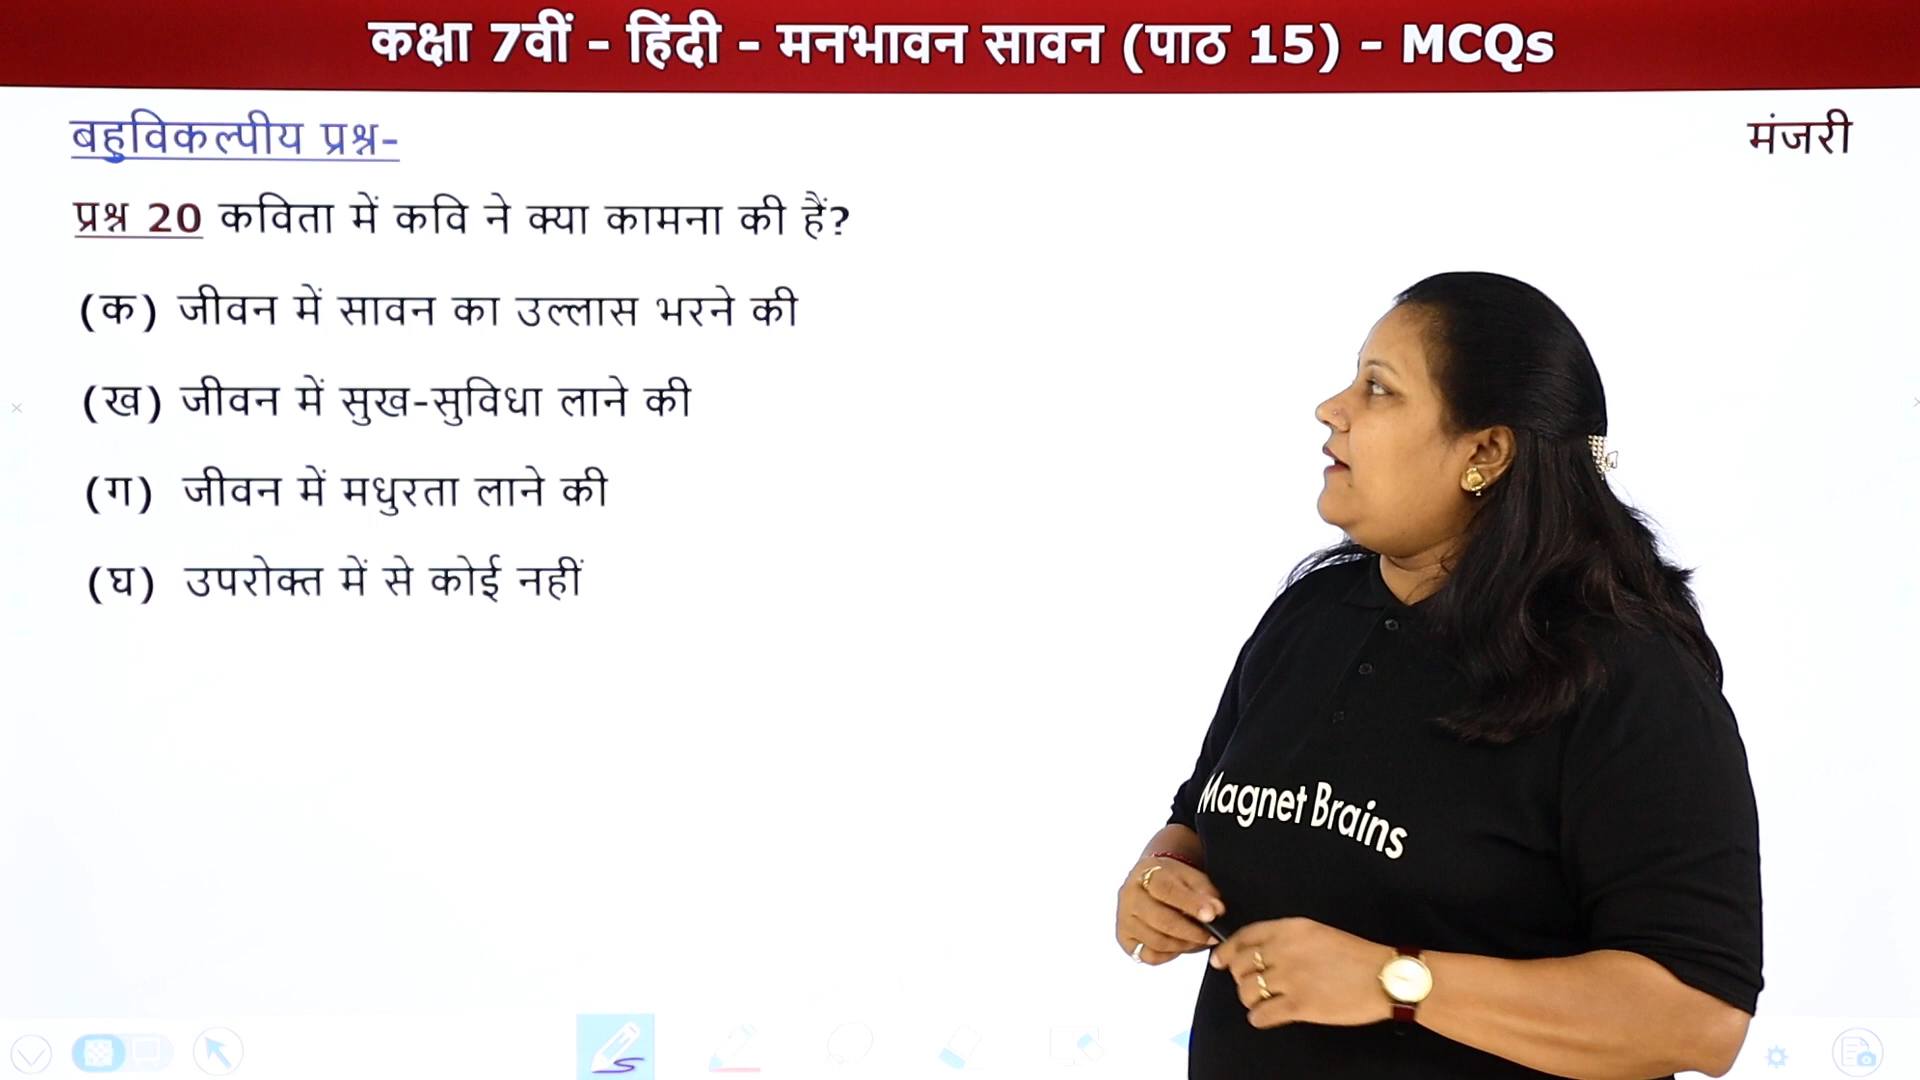 कक्षा 7वीं - हिंदी - मनभावन सावन (पाठ 15) - MCQs
बहुविकल्पीय प्रश्न-
मंजरी
प्रश्न 20 कविता में कवि ने क्या कामना की हैं?
(क) जीवन में सावन का उल्लास भरने की
(ख) जीवन में सुख-सुविधा लाने की
(ग) जीवन में मधुरता लाने की
(घ) उपरोक्त में से कोई नहीं
Magnet Brains